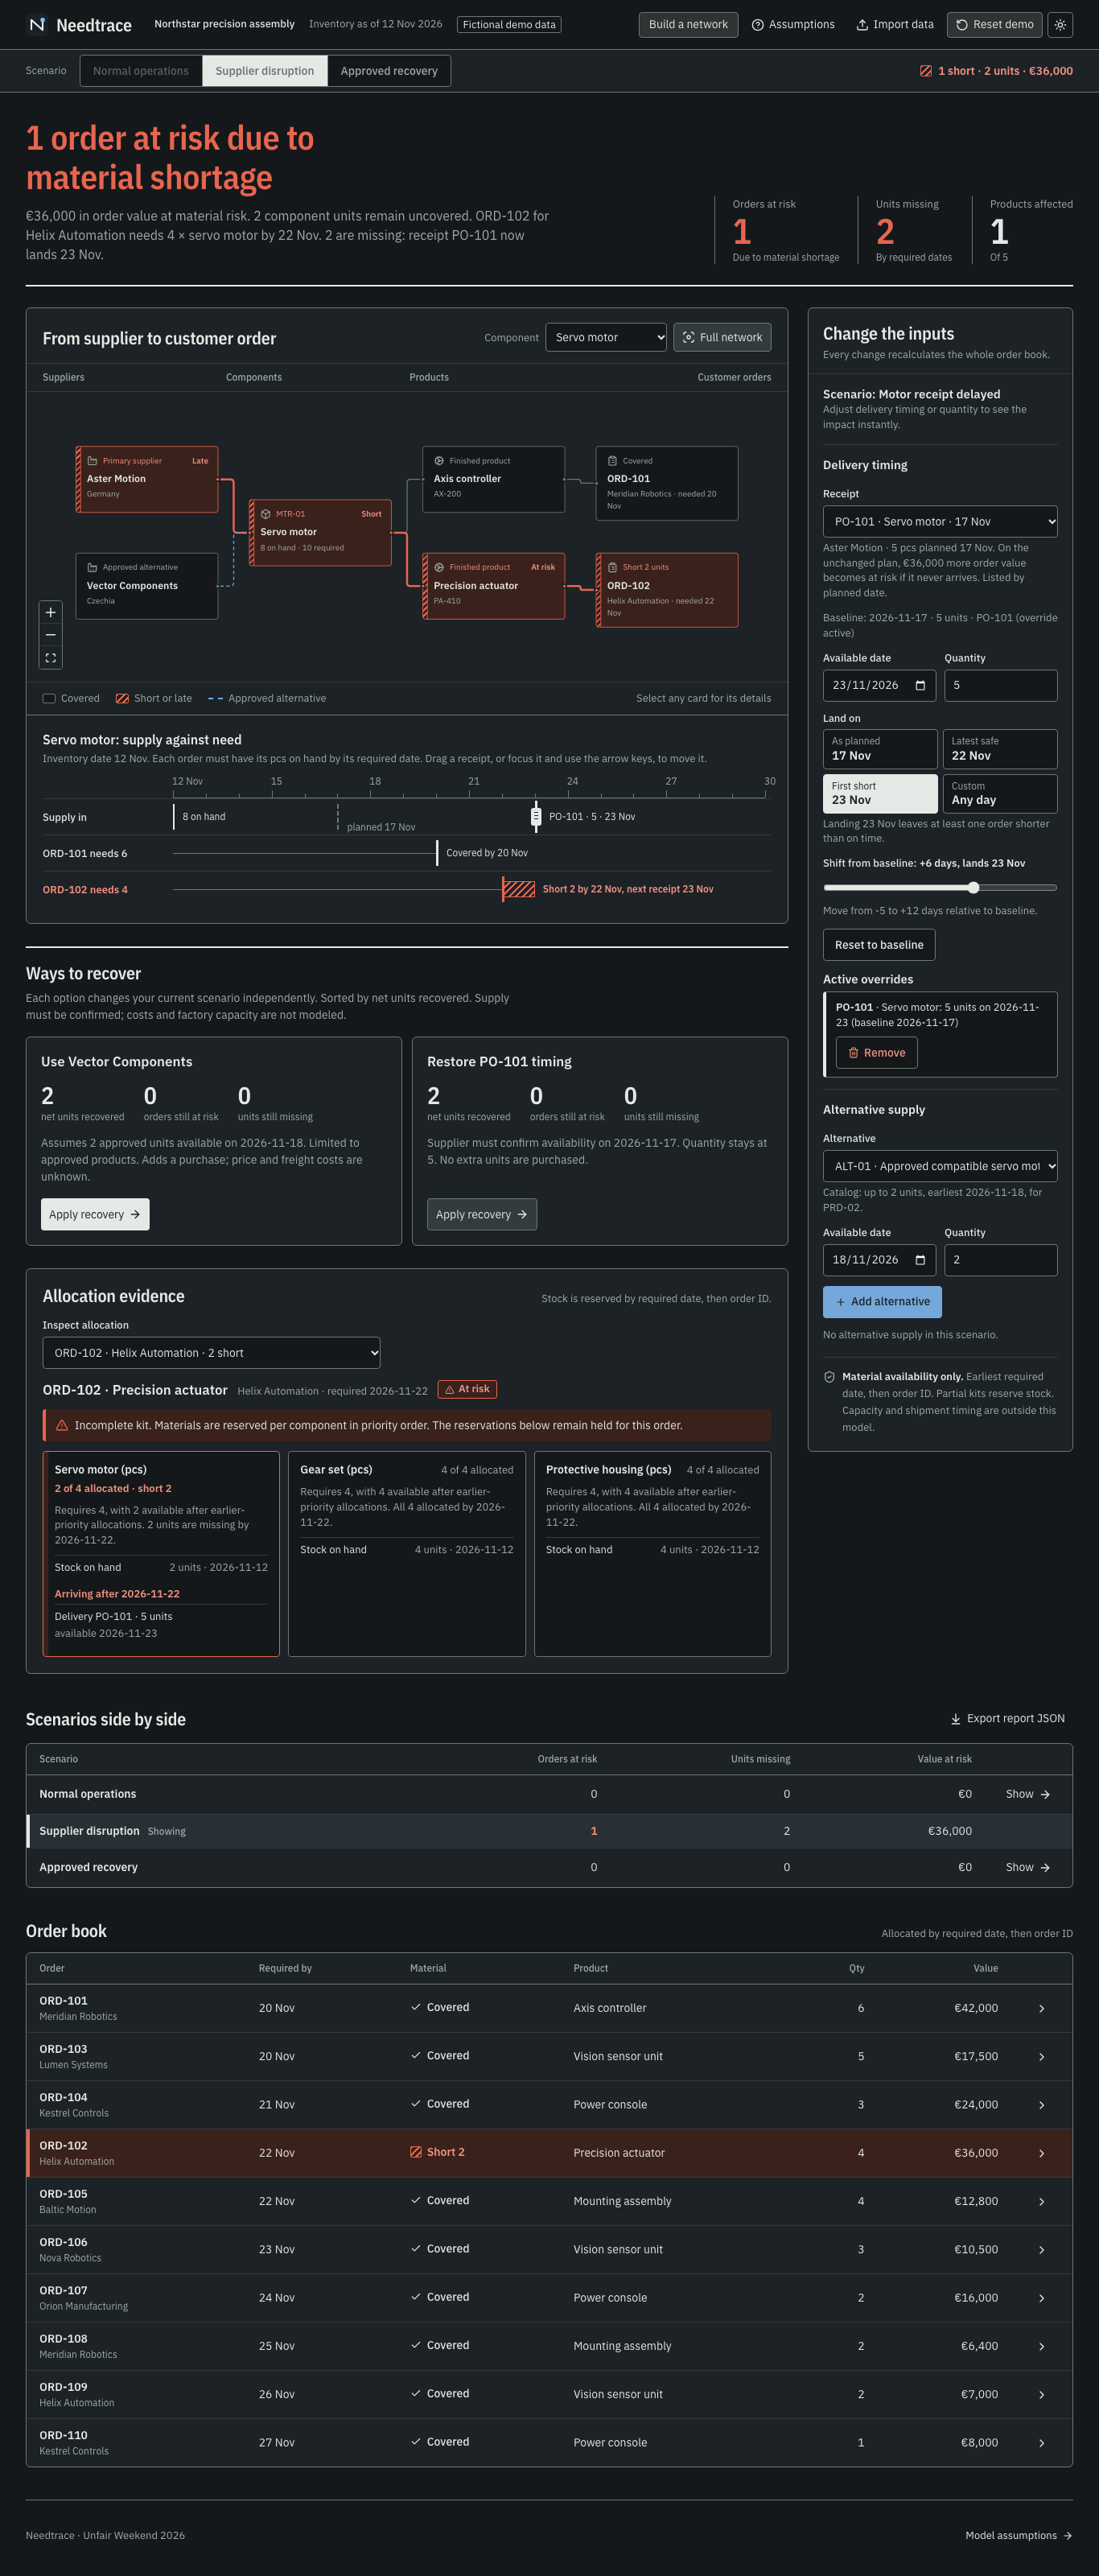 Needtrace
Northstar precision assembly
Inventory as of 12 Nov 2026
Fictional demo data
Build a network
Assumptions
Import data
Reset demo
Scenario
Normal operations
Supplier disruption
Approved recovery
1 short · 2 units · €36,000
1 order at risk due to
material shortage
€36,000 in order value at material risk. 2 component units remain uncovered. ORD-102 for
Helix Automation needs 4 × servo motor by 22 Nov. 2 are missing: receipt PO-101 now
lands 23 Nov.
Orders at risk
1
Due to material shortage
Units missing
2
By required dates
Products affected
1
Of 5
From supplier to customer order
Component
Servo motor
Full network
Suppliers
Components
Products
Customer orders
Primary supplier
Late
Aster Motion
Germany
Approved alternative
Vector Components
Czechia
MTR-01
Short
Servo motor
8 on hand · 10 required
Finished product
Axis controller
AX-200
Finished product
At risk
Precision actuator
PA-410
Covered
ORD-101
Meridian Robotics · needed 20
Nov
Short 2 units
ORD-102
Helix Automation · needed 22
Nov
Covered
Short or late
Approved alternative
Select any card for its details
Servo motor: supply against need
Inventory date 12 Nov. Each order must have its pcs on hand by its required date. Drag a receipt, or focus it and use the arrow keys, to move it.
12 Nov
15
18
21
24
27
30
Supply in
8 on hand
planned 17 Nov
PO-101 · 5 · 23 Nov
ORD-101 needs 6
Covered by 20 Nov
ORD-102 needs 4
Short 2 by 22 Nov, next receipt 23 Nov
Ways to recover
Each option changes your current scenario independently. Sorted by net units recovered. Supply
must be confirmed; costs and factory capacity are not modeled.
Use Vector Components
2
net units recovered
0
orders still at risk
0
units still missing
Assumes 2 approved units available on 2026-11-18. Limited to
approved products. Adds a purchase; price and freight costs are
unknown.
Apply recovery
Restore PO-101 timing
2
net units recovered
0
orders still at risk
0
units still missing
Supplier must confirm availability on 2026-11-17. Quantity stays at
5. No extra units are purchased.
Apply recovery
Allocation evidence
Stock is reserved by required date, then order ID.
Inspect allocation
ORD-102 · Helix Automation · 2 short
ORD-102 · Precision actuator
Helix Automation · required 2026-11-22
At risk
Incomplete kit. Materials are reserved per component in priority order. The reservations below remain held for this order.
Servo motor (pcs)
2 of 4 allocated · short 2
Requires 4, with 2 available after earlier-
priority allocations. 2 units are missing by
2026-11-22.
Stock on hand
2 units · 2026-11-12
Arriving after 2026-11-22
Delivery PO-101 · 5 units
available 2026-11-23
Gear set (pcs)
4 of 4 allocated
Requires 4, with 4 available after earlier-
priority allocations. All 4 allocated by 2026-
11-22.
Stock on hand
4 units · 2026-11-12
Protective housing (pcs)
4 of 4 allocated
Requires 4, with 4 available after earlier-
priority allocations. All 4 allocated by 2026-
11-22.
Stock on hand
4 units · 2026-11-12
Change the inputs
Every change recalculates the whole order book.
Scenario: Motor receipt delayed
Adjust delivery timing or quantity to see the
impact instantly.
Delivery timing
Receipt
PO-101 · Servo motor · 17 Nov
Aster Motion · 5 pcs planned 17 Nov. On the
unchanged plan, €36,000 more order value
becomes at risk if it never arrives. Listed by
planned date.
Baseline: 2026-11-17 · 5 units · PO-101 (override
active)
Available date
Quantity
23/11/2026
5
Land on
As planned
17 Nov
Latest safe
22 Nov
First short
23 Nov
Custom
Any day
Landing 23 Nov leaves at least one order shorter
than on time.
Shift from baseline: +6 days, lands 23 Nov
Move from -5 to +12 days relative to baseline.
Reset to baseline
Active overrides
PO-101 · Servo motor: 5 units on 2026-11-
23 (baseline 2026-11-17)
Remove
Alternative supply
Alternative
ALT-01 · Approved compatible servo mot
Catalog: up to 2 units, earliest 2026-11-18, for
PRD-02.
Available date
Quantity
18/11/2026
2
Add alternative
No alternative supply in this scenario.
Material availability only. Earliest required
date, then order ID. Partial kits reserve stock.
Capacity and shipment timing are outside this
model.
Scenarios side by side
Export report JSON
Scenario
Orders at risk
Units missing
Value at risk
Normal operations
0
0
€0
Show
Supplier disruption
Showing
1
2
€36,000
Approved recovery
0
0
€0
Show
Order book
Allocated by required date, then order ID
Order
Required by
Material
Product
Qty
Value
ORD-101
Meridian Robotics
20 Nov
Covered
Axis controller
6
€42,000
ORD-103
Lumen Systems
20 Nov
Covered
Vision sensor unit
5
€17,500
ORD-104
Kestrel Controls
21 Nov
Covered
Power console
3
€24,000
ORD-102
Helix Automation
22 Nov
Short 2
Precision actuator
4
€36,000
ORD-105
Baltic Motion
22 Nov
Covered
Mounting assembly
4
€12,800
ORD-106
Nova Robotics
23 Nov
Covered
Vision sensor unit
3
€10,500
ORD-107
Orion Manufacturing
24 Nov
Covered
Power console
2
€16,000
ORD-108
Meridian Robotics
25 Nov
Covered
Mounting assembly
2
€6,400
ORD-109
Helix Automation
26 Nov
Covered
Vision sensor unit
2
€7,000
ORD-110
Kestrel Controls
27 Nov
Covered
Power console
1
€8,000
Needtrace · Unfair Weekend 2026
Model assumptions